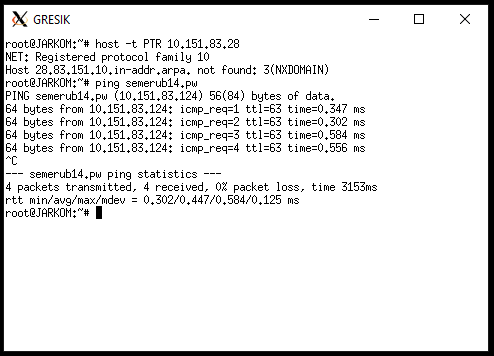 GRESIK
root@JARKOM:~# host -t PTR 10.151.83.28
NET: Registered protocol family 10
Host 28.83.151.10.in-addr.arpa. not found: 3(NXDOMAIN)
root@JARKOM:~# ping semerub14.pw
PING semerub14.pw (10.151.83.124) 56(84) bytes of data.
64 bytes from 10.151.83.124: icmp_req=1 ttl=63 time=0.347 ms
64 bytes from 10.151.83.124: icmp_req=2 ttl=63 time=0.302 ms
64 bytes from 10.151.83.124: icmp_req=3 ttl=63 time=0.584 ms
64 bytes from 10.151.83.124: icmp_req=4 ttl=63 time=0.556 ms
^C
--- semerub14.pw ping statistics ---
4 packets transmitted, 4 received, 0% packet loss, time 3153ms
rtt min/avg/max/mdev = 0.302/0.447/0.584/0.125 ms
root@JARKOM:~#